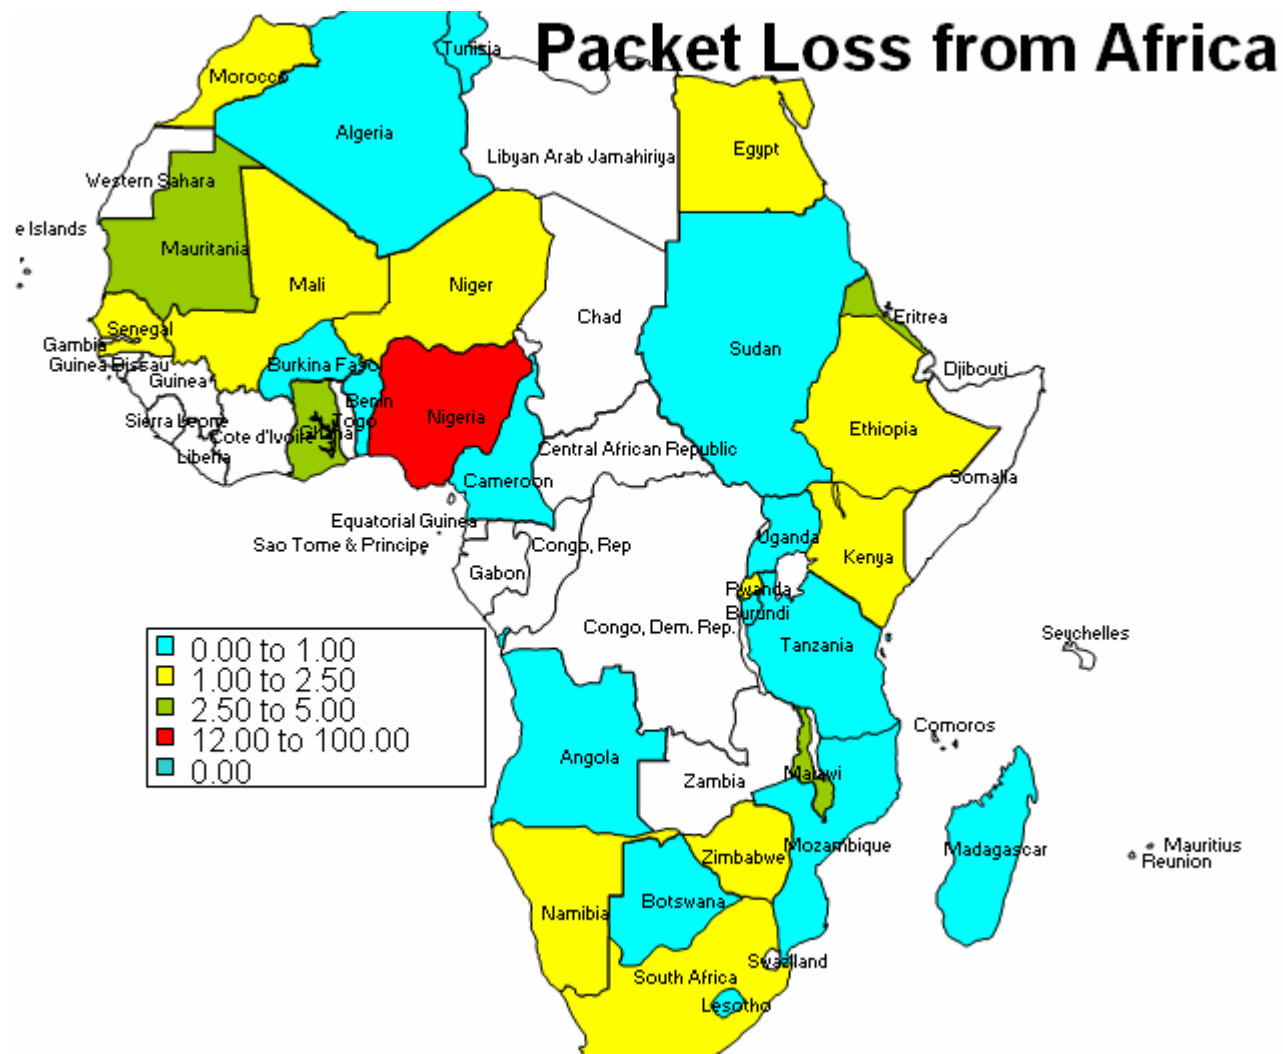 Packet Loss from Africa
Tunisia
Morocco
Algeria
Egypt
Libyan Arab Jamahiriya
Western Sahara
e Islands
Mauritania
Mali
Niger
Chad
Eritrea
Senegal
Gambia
Sudan
Guinea Bissau
Burkina Faso
Djibouti
Guinea
Benin
Nigeria
Sierra Leone
Togo
Cote d'Ivoire
Ghana
Ethiopia
Central African Republic
Liberia
Somalia
Cameroon
Equatorial Guinea
Uganda
Sao Tome & Principe
Congo, Rep
Kenya
Gabon
Rwanda
Burundi
Congo, Dem. Rep.
Seychelles
Tanzania
0.00 to 1.00
1.00 to 2.50
2.50 to 5.00
12.00 to 100.00
0.00
Comoros
Angola
Malawi
Zambia
Mozambique
Madagascar
Mauritius
Zimbabwe
Reunion
Botswana
Namibia
Swaziland
South Africa
Lesotho